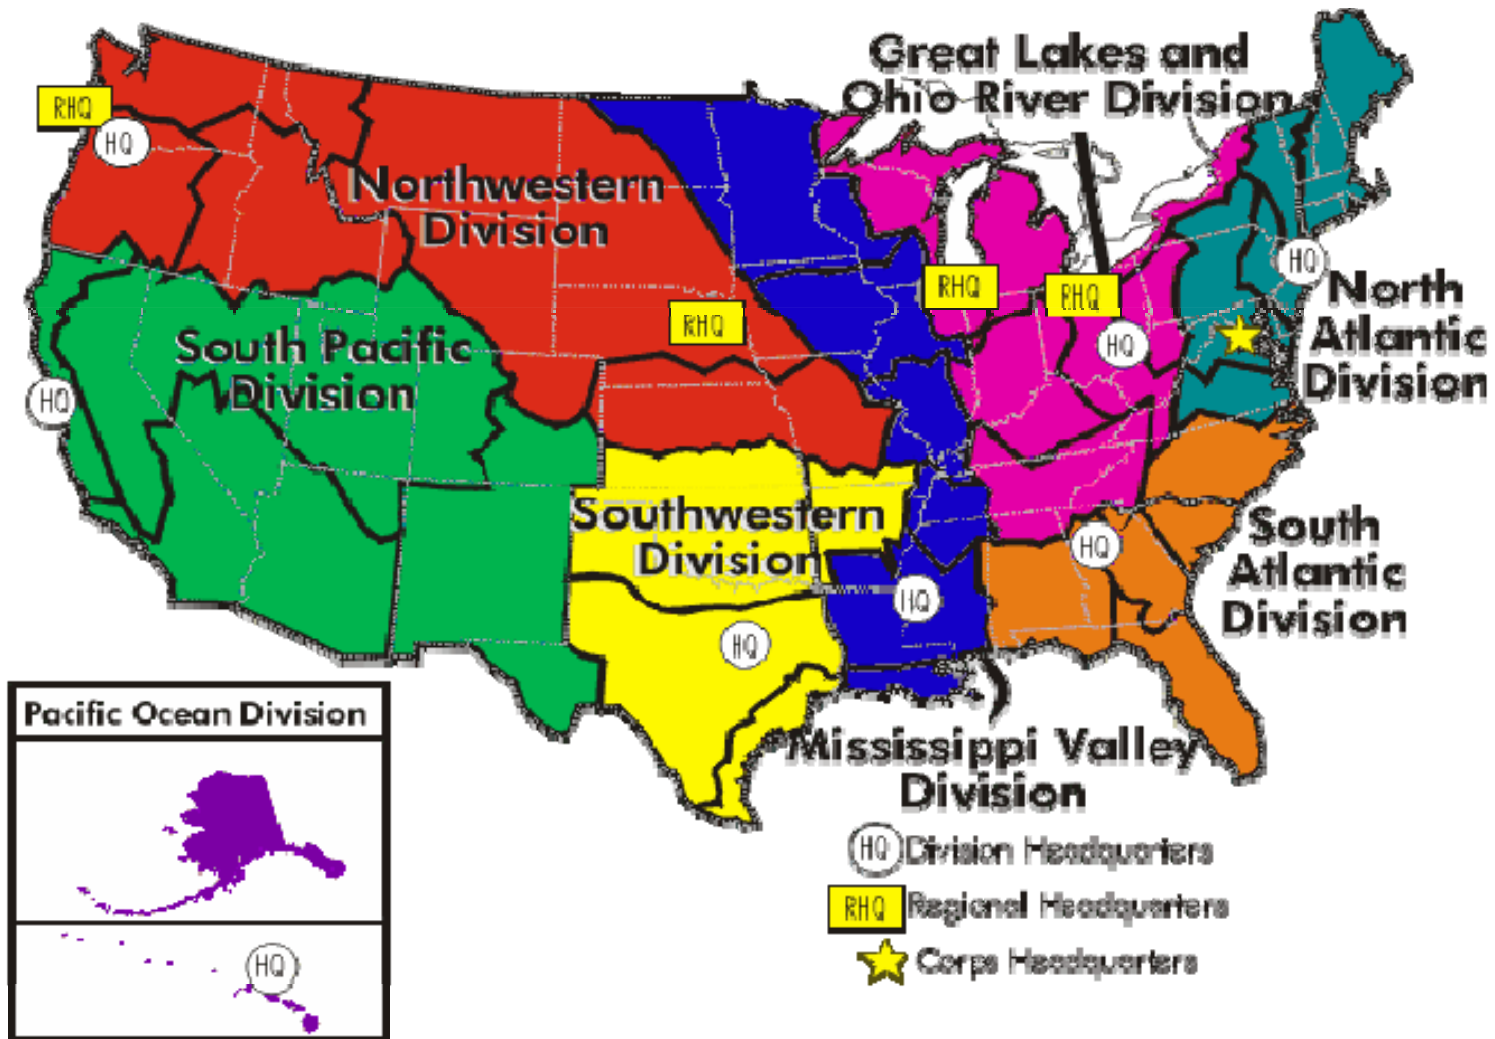 Great Lakes and
Ohio River Division
RHQ
HQ
Northwestern
Division
HQ
RHQ
RHQ
North
Atlantic
Division
RHQ
HQ
South Pacific
Division
HQ
Southwestern
Division
HQ
South
Atlantic
Division
HQ
HQ
Pacific Ocean Division
Mississippi Valley
Division
HQ Division Headquarters
RHQ Regional Headquarters
Corps Headquarters
HQ